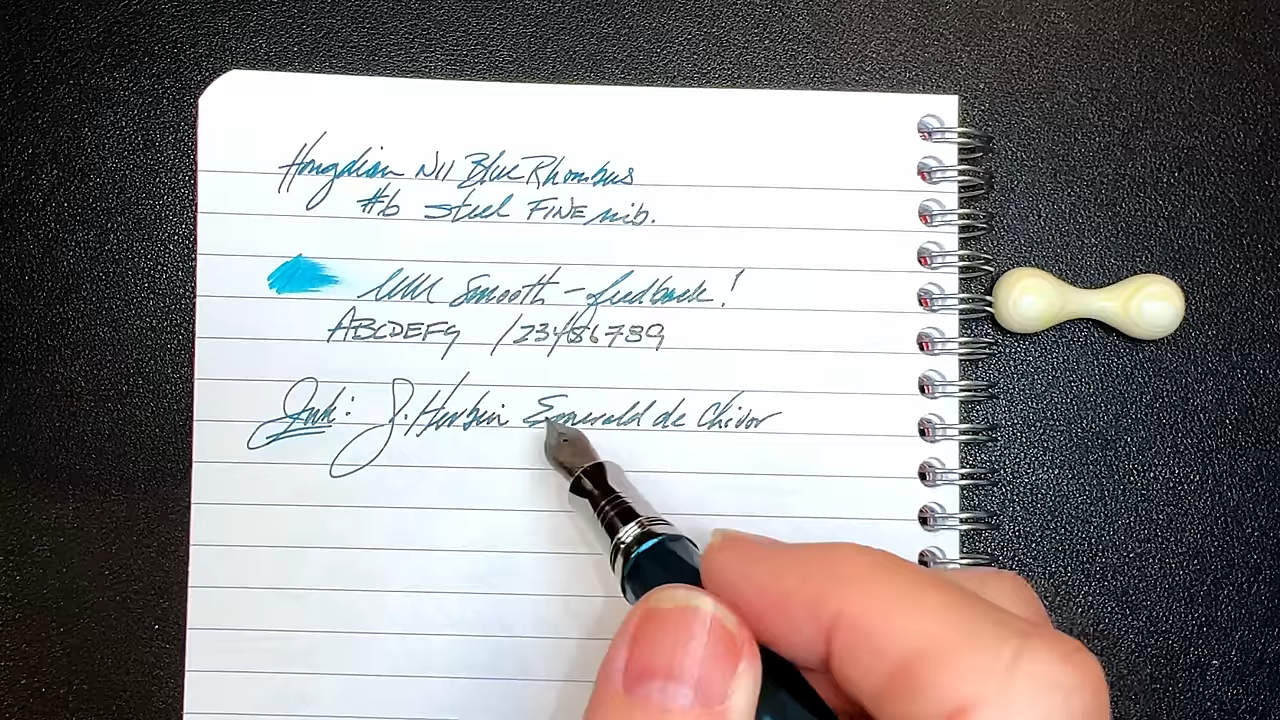 Hongdian N11 Blue Rhombus
#6 steel FINE nib.
Smooth - feedback!
ABCDEFG 123456789
Ink: J. Herbin Emerald de Chivor